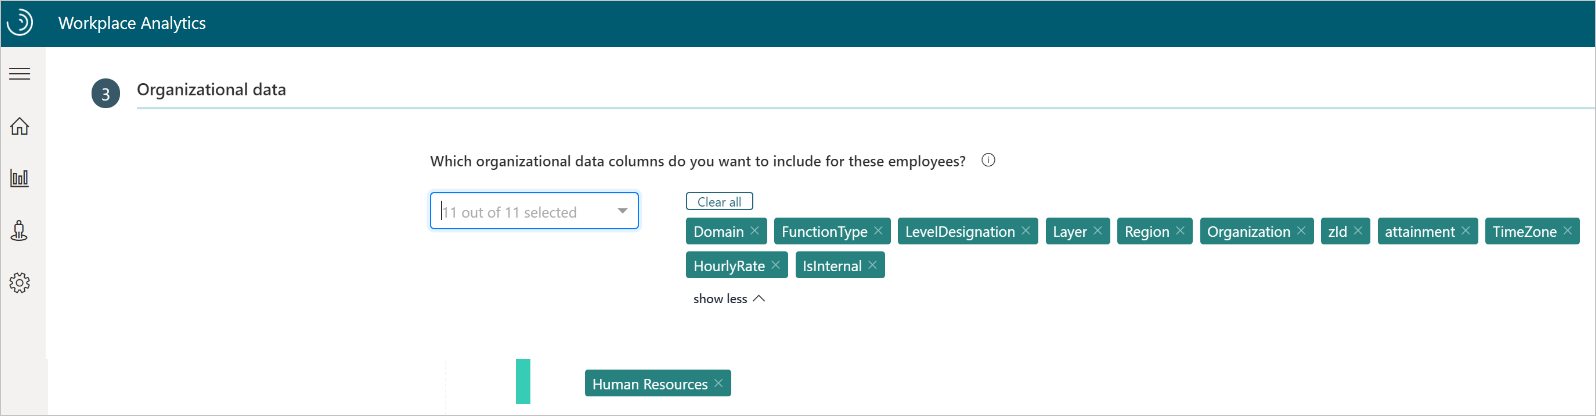 Workplace Analytics
3 Organizational data
Which organizational data columns do you want to include for these employees?
11 out of 11 selected
Clear all
Domain FunctionType LevelDesignation Layer Region Organization zId attainment TimeZone
HourlyRate IsInternal
show less
Human Resources